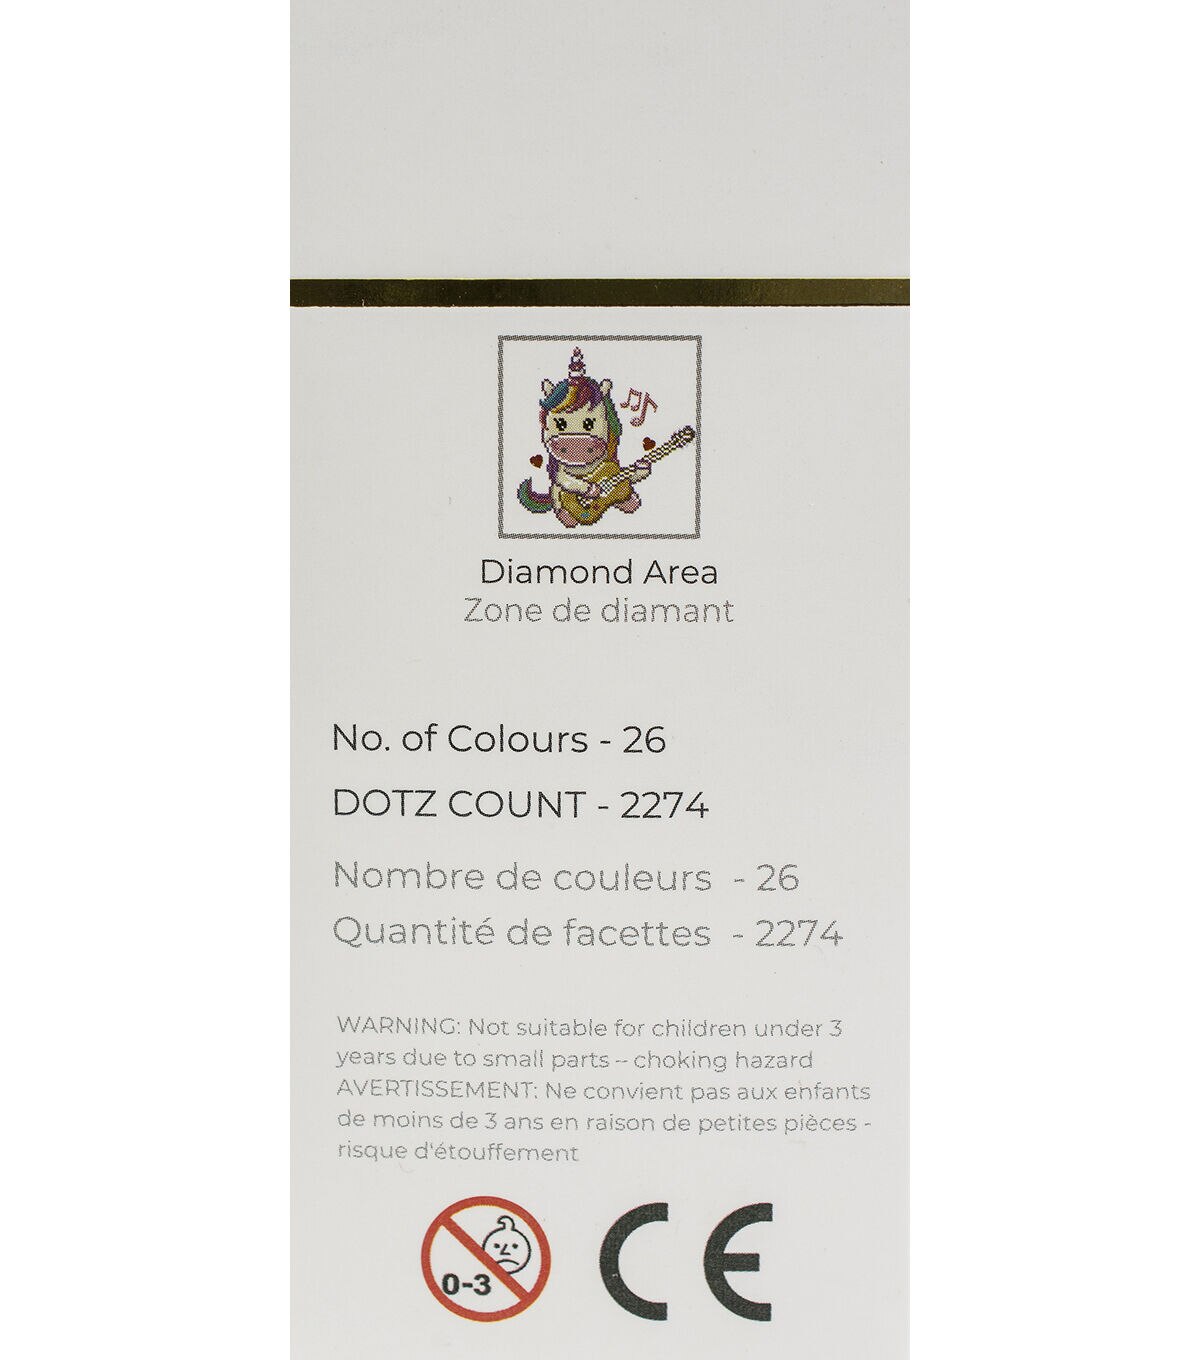 Diamond Area
Zone de diamant
No. of Colours - 26
DOTZ COUNT - 2274
Nombre de couleurs - 26
Quantité de facettes - 2274
WARNING: Not suitable for children under 3
years due to small parts -- choking hazard
AVERTISSEMENT: Ne convient pas aux enfants
de moins de 3 ans en raison de petites pièces -
risque d'étouffement
0-3
CE